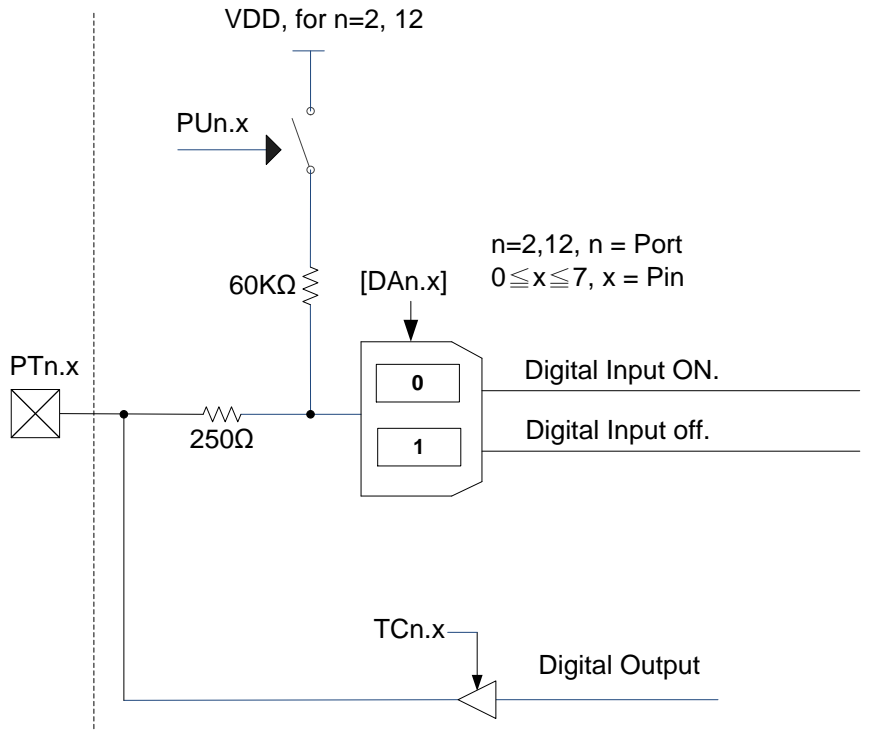 VDD, for n=2, 12
PUn.x
n=2,12, n = Port
0≦x≦7, x = Pin
60KΩ
[DAn.x]
PTn.x
0
Digital Input ON.
250Ω
1
Digital Input off.
TCn.x
Digital Output